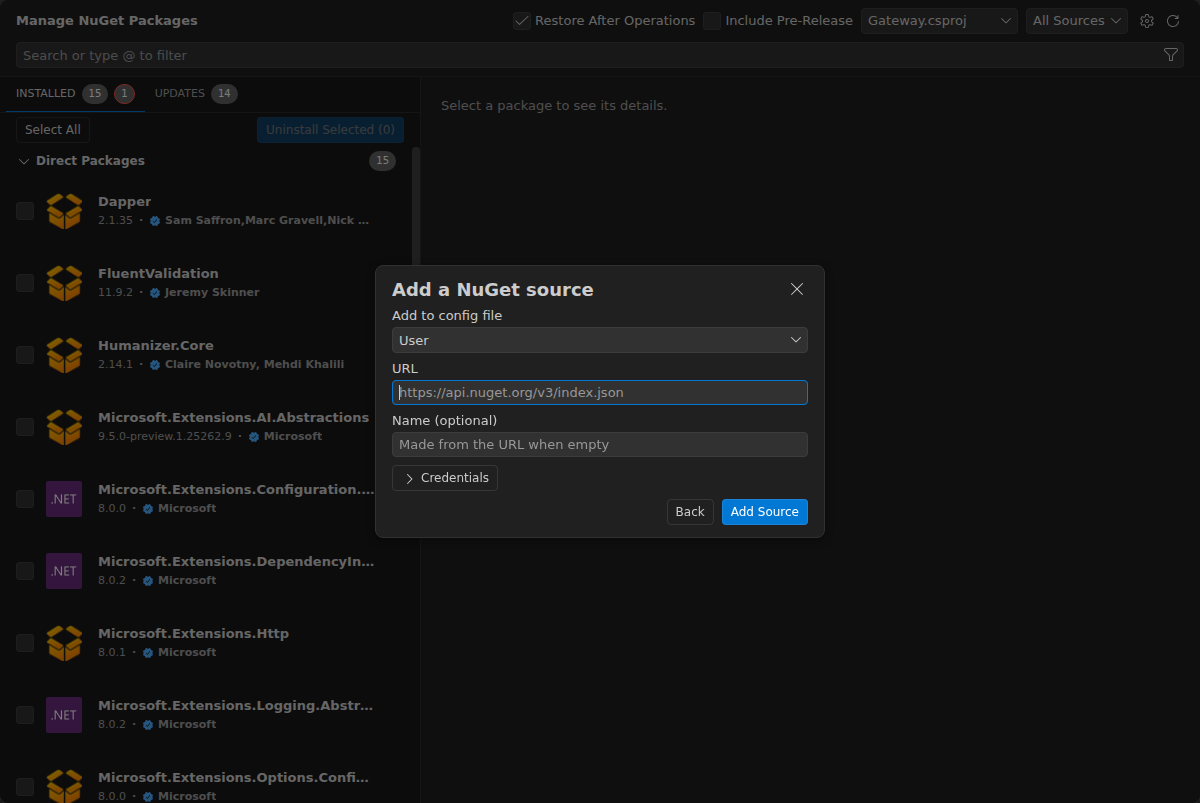 Manage NuGet Packages
Restore After Operations
Include Pre-Release
Gateway.csproj
All Sources
Search or type @ to filter
INSTALLED 15 1 UPDATES 14
Select a package to see its details.
Select All
Uninstall Selected (0)
Direct Packages 15
Dapper
2.1.35 · Sam Saffron,Marc Gravell,Nick ...
FluentValidation
11.9.2 · Jeremy Skinner
Humanizer.Core
2.14.1 · Claire Novotny, Mehdi Khalili
Microsoft.Extensions.AI.Abstractions
9.5.0-preview.1.25262.9 · Microsoft
.NET
Microsoft.Extensions.Configuration....
8.0.0 · Microsoft
.NET
Microsoft.Extensions.DependencyIn...
8.0.2 · Microsoft
Microsoft.Extensions.Http
8.0.1 · Microsoft
.NET
Microsoft.Extensions.Logging.Abstr...
8.0.2 · Microsoft
Microsoft.Extensions.Options.Confi...
8.0.0 · Microsoft
Add a NuGet source
Add to config file
User
URL
https://api.nuget.org/v3/index.json
Name (optional)
Made from the URL when empty
Credentials
Back
Add Source